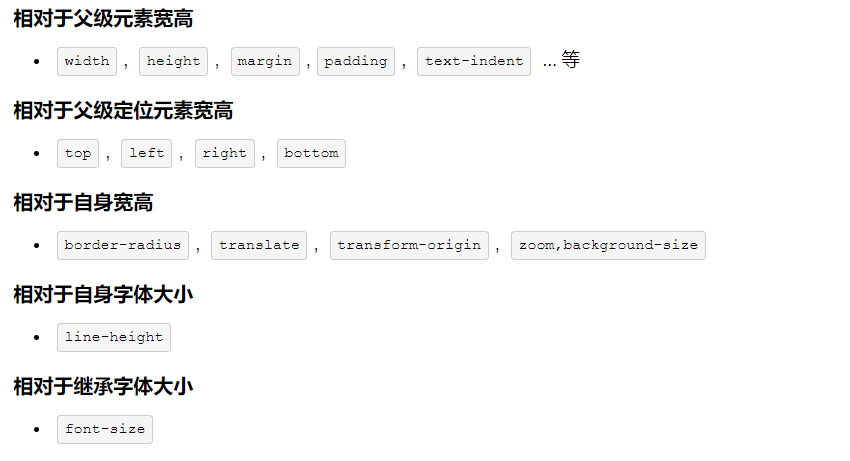 相对于父级元素宽高
width , height , margin , padding , text-indent ... 等
相对于父级定位元素宽高
top , left , right , bottom
相对于自身宽高
border-radius , translate , transform-origin , zoom,background-size
相对于自身字体大小
line-height
相对于继承字体大小
font-size